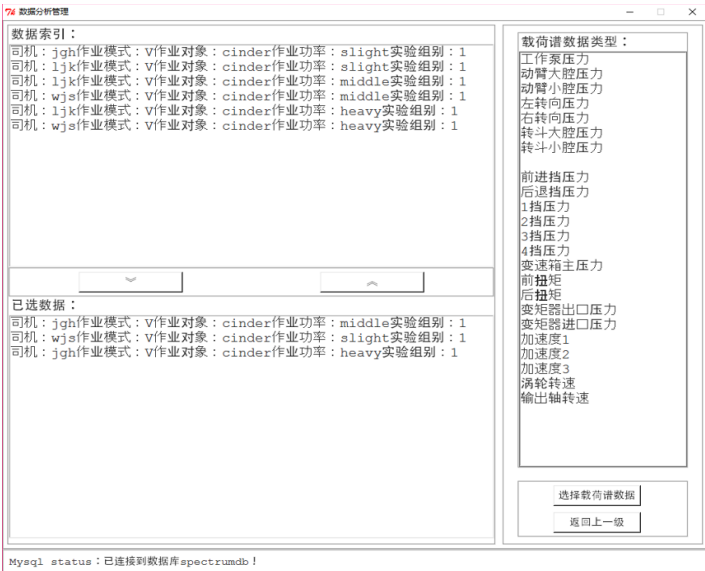 数据分析管理
数据索引：
司机：jgh作业模式：V作业对象：cinder作业功率：slight实验组别：1
司机：ljk作业模式：V作业对象：cinder作业功率：slight实验组别：1
司机：ljk作业模式：V作业对象：cinder作业功率：middle实验组别：1
司机：wjs作业模式：V作业对象：cinder作业功率：middle实验组别：1
司机：ljk作业模式：V作业对象：cinder作业功率：heavy实验组别：1
司机：wjs作业模式：V作业对象：cinder作业功率：heavy实验组别：1
已选数据：
司机：jgh作业模式：V作业对象：cinder作业功率：middle实验组别：1
司机：wjs作业模式：V作业对象：cinder作业功率：slight实验组别：1
司机：jgh作业模式：V作业对象：cinder作业功率：heavy实验组别：1
载荷谱数据类型：
工作泵压力
动臂大腔压力
动臂小腔压力
左转向压力
右转向压力
转斗大腔压力
转斗小腔压力
前进挡压力
后退挡压力
1挡压力
2挡压力
3挡压力
4挡压力
变速箱主压力
前扭矩
后扭矩
变矩器出口压力
变矩器进口压力
加速度1
加速度2
加速度3
涡轮转速
输出轴转速
选择载荷谱数据
返回上一级
Mysql status：已连接到数据库spectrumdb！